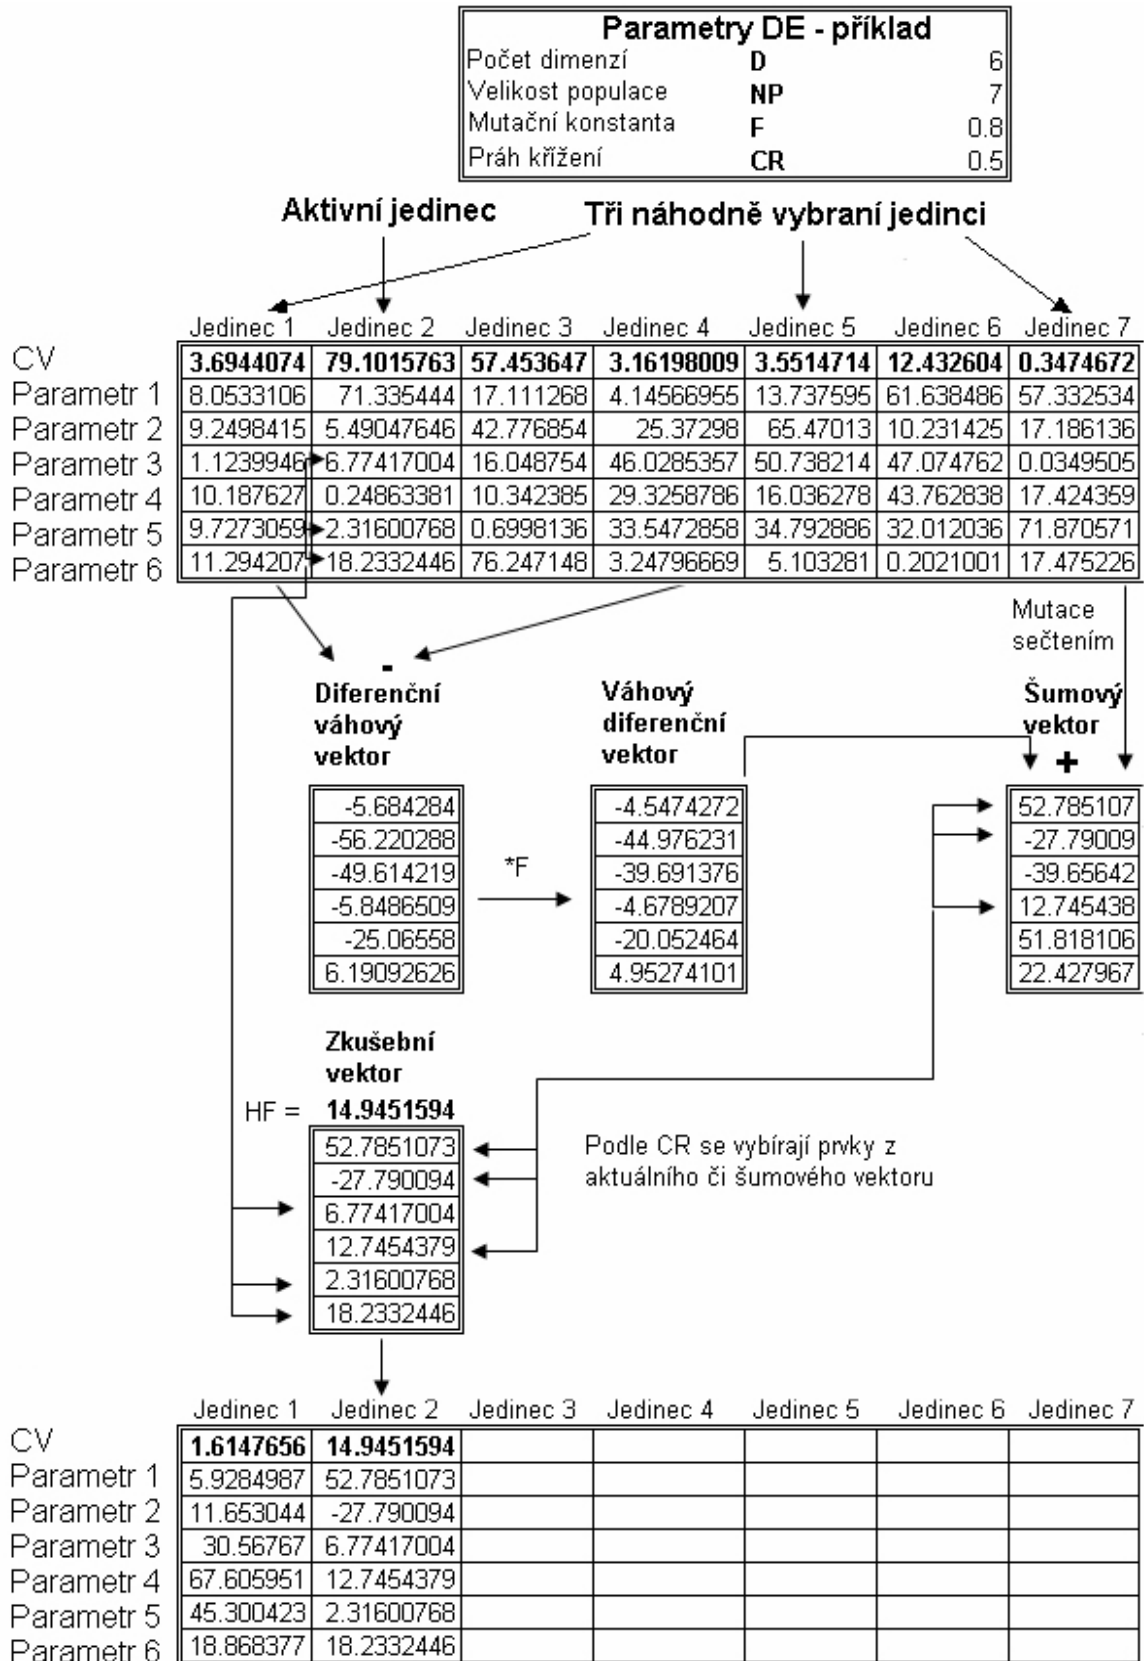 Parametry DE - příklad
Počet dimenzí D 6
Velikost populace NP 7
Mutační konstanta F 0.8
Práh křížení CR 0.5
Aktivní jedinec Tři náhodně vybraní jedinci
Jedinec 1 Jedinec 2 Jedinec 3 Jedinec 4 Jedinec 5 Jedinec 6 Jedinec 7
CV 3.6944074 79.1015763 57.453647 3.16198009 3.5514714 12.432604 0.3474672
Parametr 1 8.0533106 71.335444 17.111268 4.14566955 13.737595 61.638486 57.332534
Parametr 2 9.2498415 5.49047646 42.776854 25.37298 65.47013 10.231425 17.186136
Parametr 3 1.1239946 6.77417004 16.048754 46.0285357 50.738214 47.074762 0.0349505
Parametr 4 10.187627 0.24863381 10.342385 29.3258786 16.036278 43.762838 17.424359
Parametr 5 9.7273059 2.31600768 0.6998136 33.5472858 34.792886 32.012036 71.870571
Parametr 6 11.294207 18.2332446 76.247148 3.24796669 5.103281 0.2021001 17.475226
Mutace
sečtením
-
Diferenční
váhový
vektor
Váhový
diferenční
vektor
Šumový
vektor
+
-5.684284 -4.5474272 52.785107
-56.220288 -44.976231 -27.79009
-49.614219 *F -39.691376 -39.65642
-5.8486509 -4.6789207 12.745438
-25.06558 -20.052464 51.818106
6.19092626 4.95274101 22.427967
Zkušební
vektor
HF = 14.9451594
52.7851073
-27.790094
6.77417004
12.7454379
2.31600768
18.2332446
Podle CR se vybírají prvky z
aktuálního či šumového vektoru
Jedinec 1 Jedinec 2 Jedinec 3 Jedinec 4 Jedinec 5 Jedinec 6 Jedinec 7
CV 1.6147656 14.9451594
Parametr 1 5.9284987 52.7851073
Parametr 2 11.653044 -27.790094
Parametr 3 30.56767 6.77417004
Parametr 4 67.605951 12.7454379
Parametr 5 45.300423 2.31600768
Parametr 6 18.868377 18.2332446